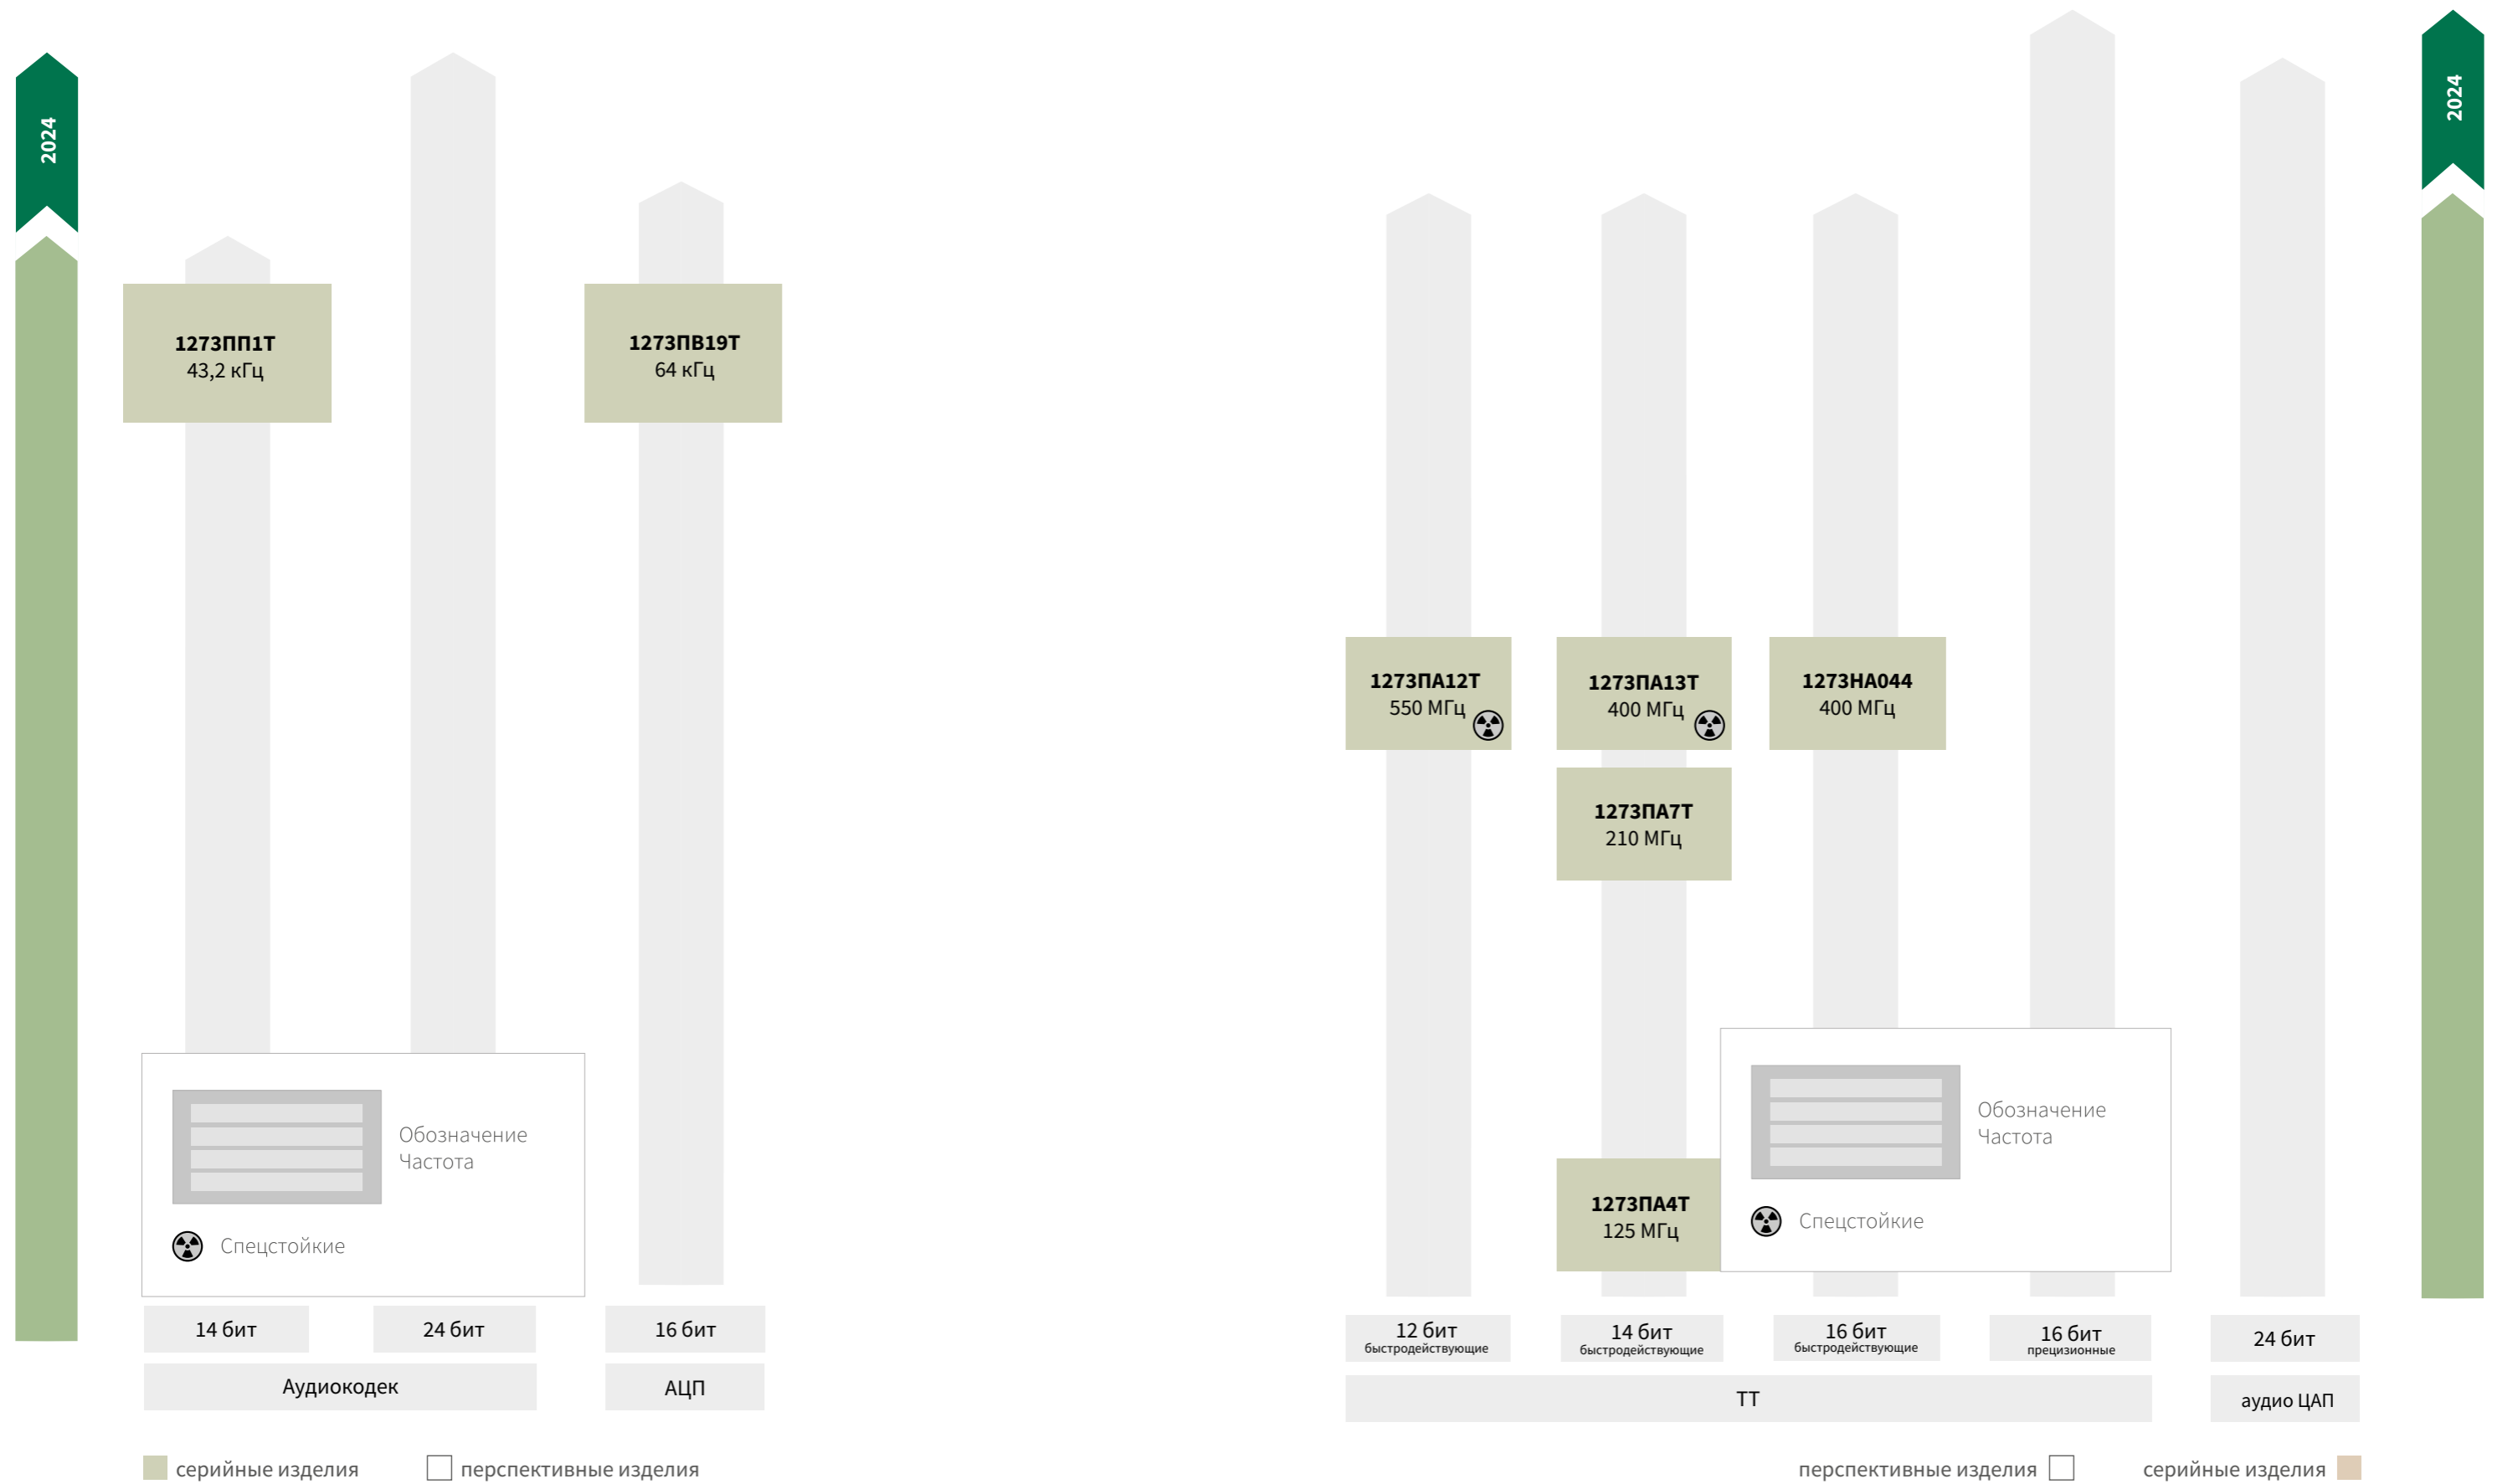 2024
1273ПП1Т
43,2 кГц
1273ПВ19Т
64 кГц
Обозначение
Частота
Спецстойкие
14 бит
24 бит
16 бит
Аудиокодек
АЦП
серийные изделия
перспективные изделия
2024
1273ПА12Т
550 МГц
1273ПА13Т
400 МГц
1273НА044
400 МГц
1273ПА7Т
210 МГц
1273ПА4Т
125 МГц
Обозначение
Частота
Спецстойкие
12 бит
быстродействующие
14 бит
быстродействующие
16 бит
быстродействующие
16 бит
прецизионные
24 бит
ТТ
аудио ЦАП
перспективные изделия
серийные изделия